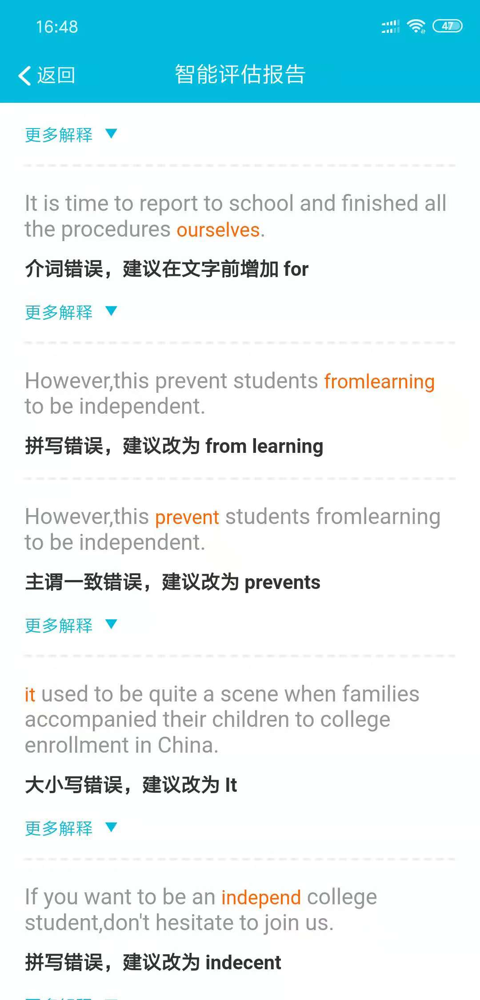 16:48
47
返回
智能评估报告
更多解释
It is time to report to school and finished all
the procedures ourselves.
介词错误，建议在文字前增加 for
更多解释
However,this prevent students fromlearning
to be independent.
拼写错误，建议改为 from learning
However,this prevent students fromlearning
to be independent.
主谓一致错误，建议改为 prevents
更多解释
it used to be quite a scene when families
accompanied their children to college
enrollment in China.
大小写错误，建议改为 It
更多解释
If you want to be an independ college
student,don't hesitate to join us.
拼写错误，建议改为 indecent